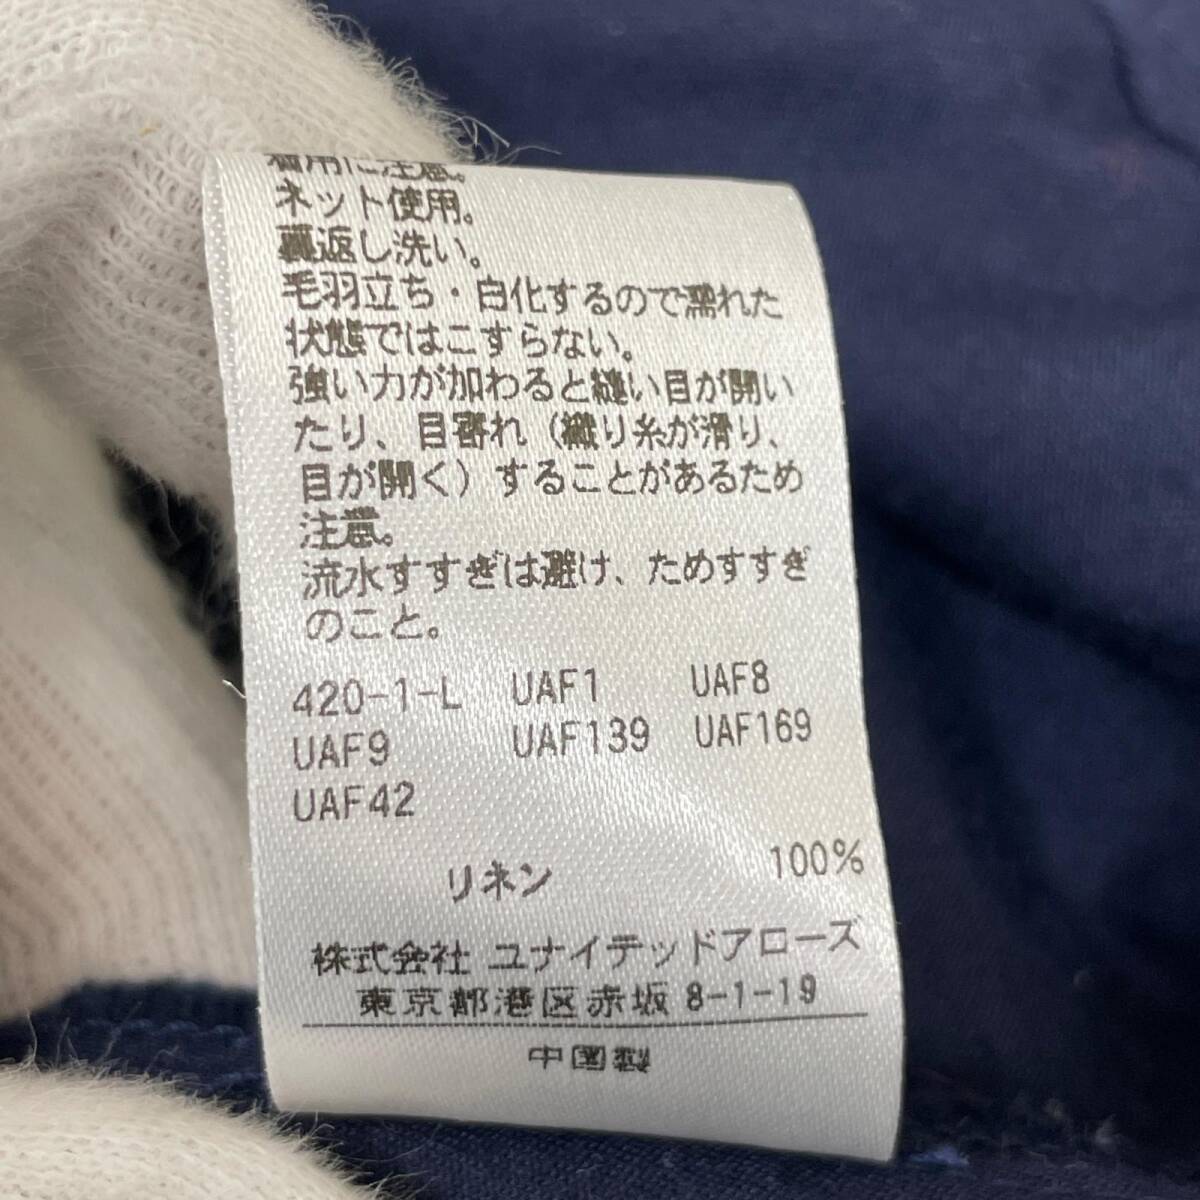 着用に注意。
ネット使用。
裏返し洗い。
毛羽立ち・白化するので濡れた
状態ではこすらない。
強い力が加わると縫い目が開い
たり、目寄れ（織り糸が滑り、
目が開く）することがあるため
注意。
流水すすぎは避け、ためすすぎ
のこと。
420-1-L UAF1 UAF8
UAF9 UAF139 UAF169
UAF42
リネン 100%
株式会社 ユナイテッドアローズ
東京都港区赤坂 8-1-19
中国製